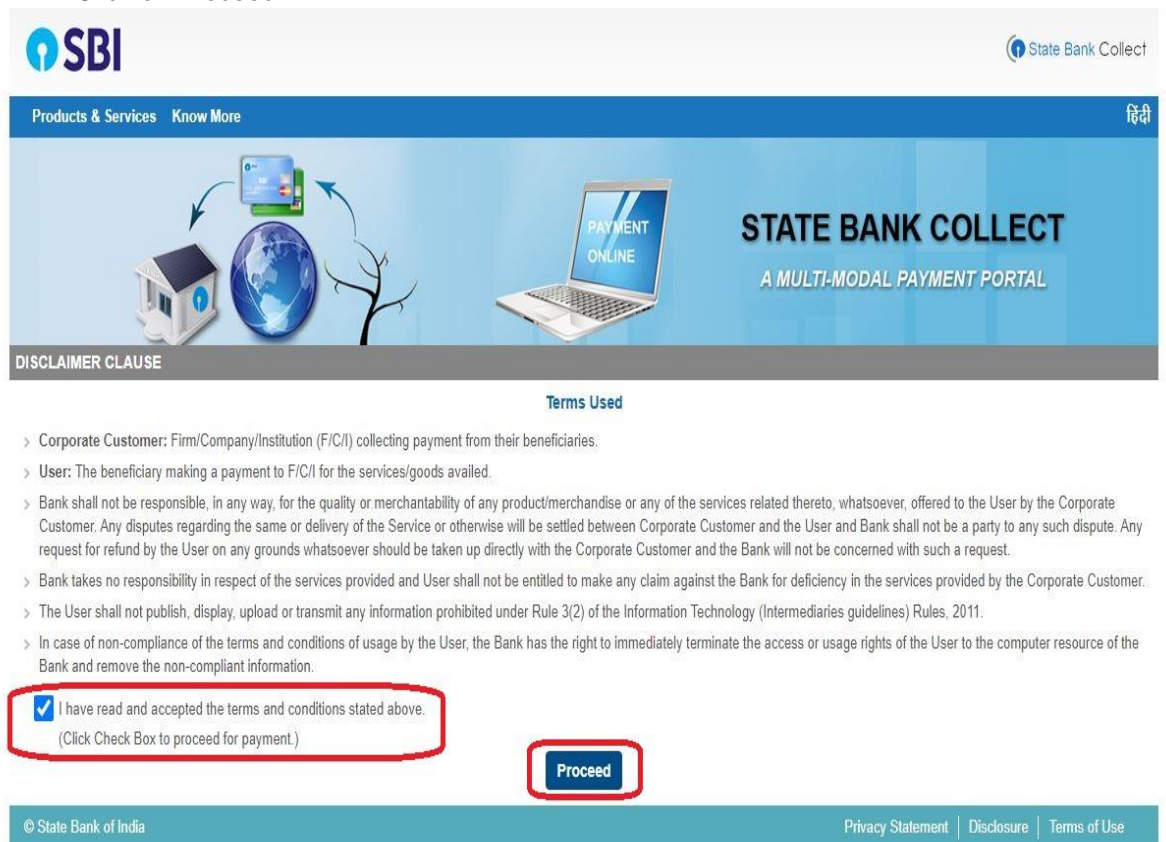 SBI
State Bank Collect
Products & Services Know More हिंदी
SBI
PAYMENT
ONLINE
STATE BANK COLLECT
A MULTI-MODAL PAYMENT PORTAL
DISCLAIMER CLAUSE
Terms Used
Corporate Customer: Firm/Company/Institution (F/C/I) collecting payment from their beneficiaries.
User: The beneficiary making a payment to F/C/I for the services/goods availed.
Bank shall not be responsible, in any way, for the quality or merchantability of any product/merchandise or any of the services related thereto, whatsoever, offered to the User by the Corporate
Customer. Any disputes regarding the same or delivery of the Service or otherwise will be settled between Corporate Customer and the User and Bank shall not be a party to any such dispute. Any
request for refund by the User on any grounds whatsoever should be taken up directly with the Corporate Customer and the Bank will not be concerned with such a request.
Bank takes no responsibility in respect of the services provided and User shall not be entitled to make any claim against the Bank for deficiency in the services provided by the Corporate Customer.
The User shall not publish, display, upload or transmit any information prohibited under Rule 3(2) of the Information Technology (Intermediaries guidelines) Rules, 2011.
In case of non-compliance of the terms and conditions of usage by the User, the Bank has the right to immediately terminate the access or usage rights of the User to the computer resource of the
Bank and remove the non-compliant information.
I have read and accepted the terms and conditions stated above.
(Click Check Box to proceed for payment.)
Proceed
© State Bank of India Privacy Statement | Disclosure | Terms of Use